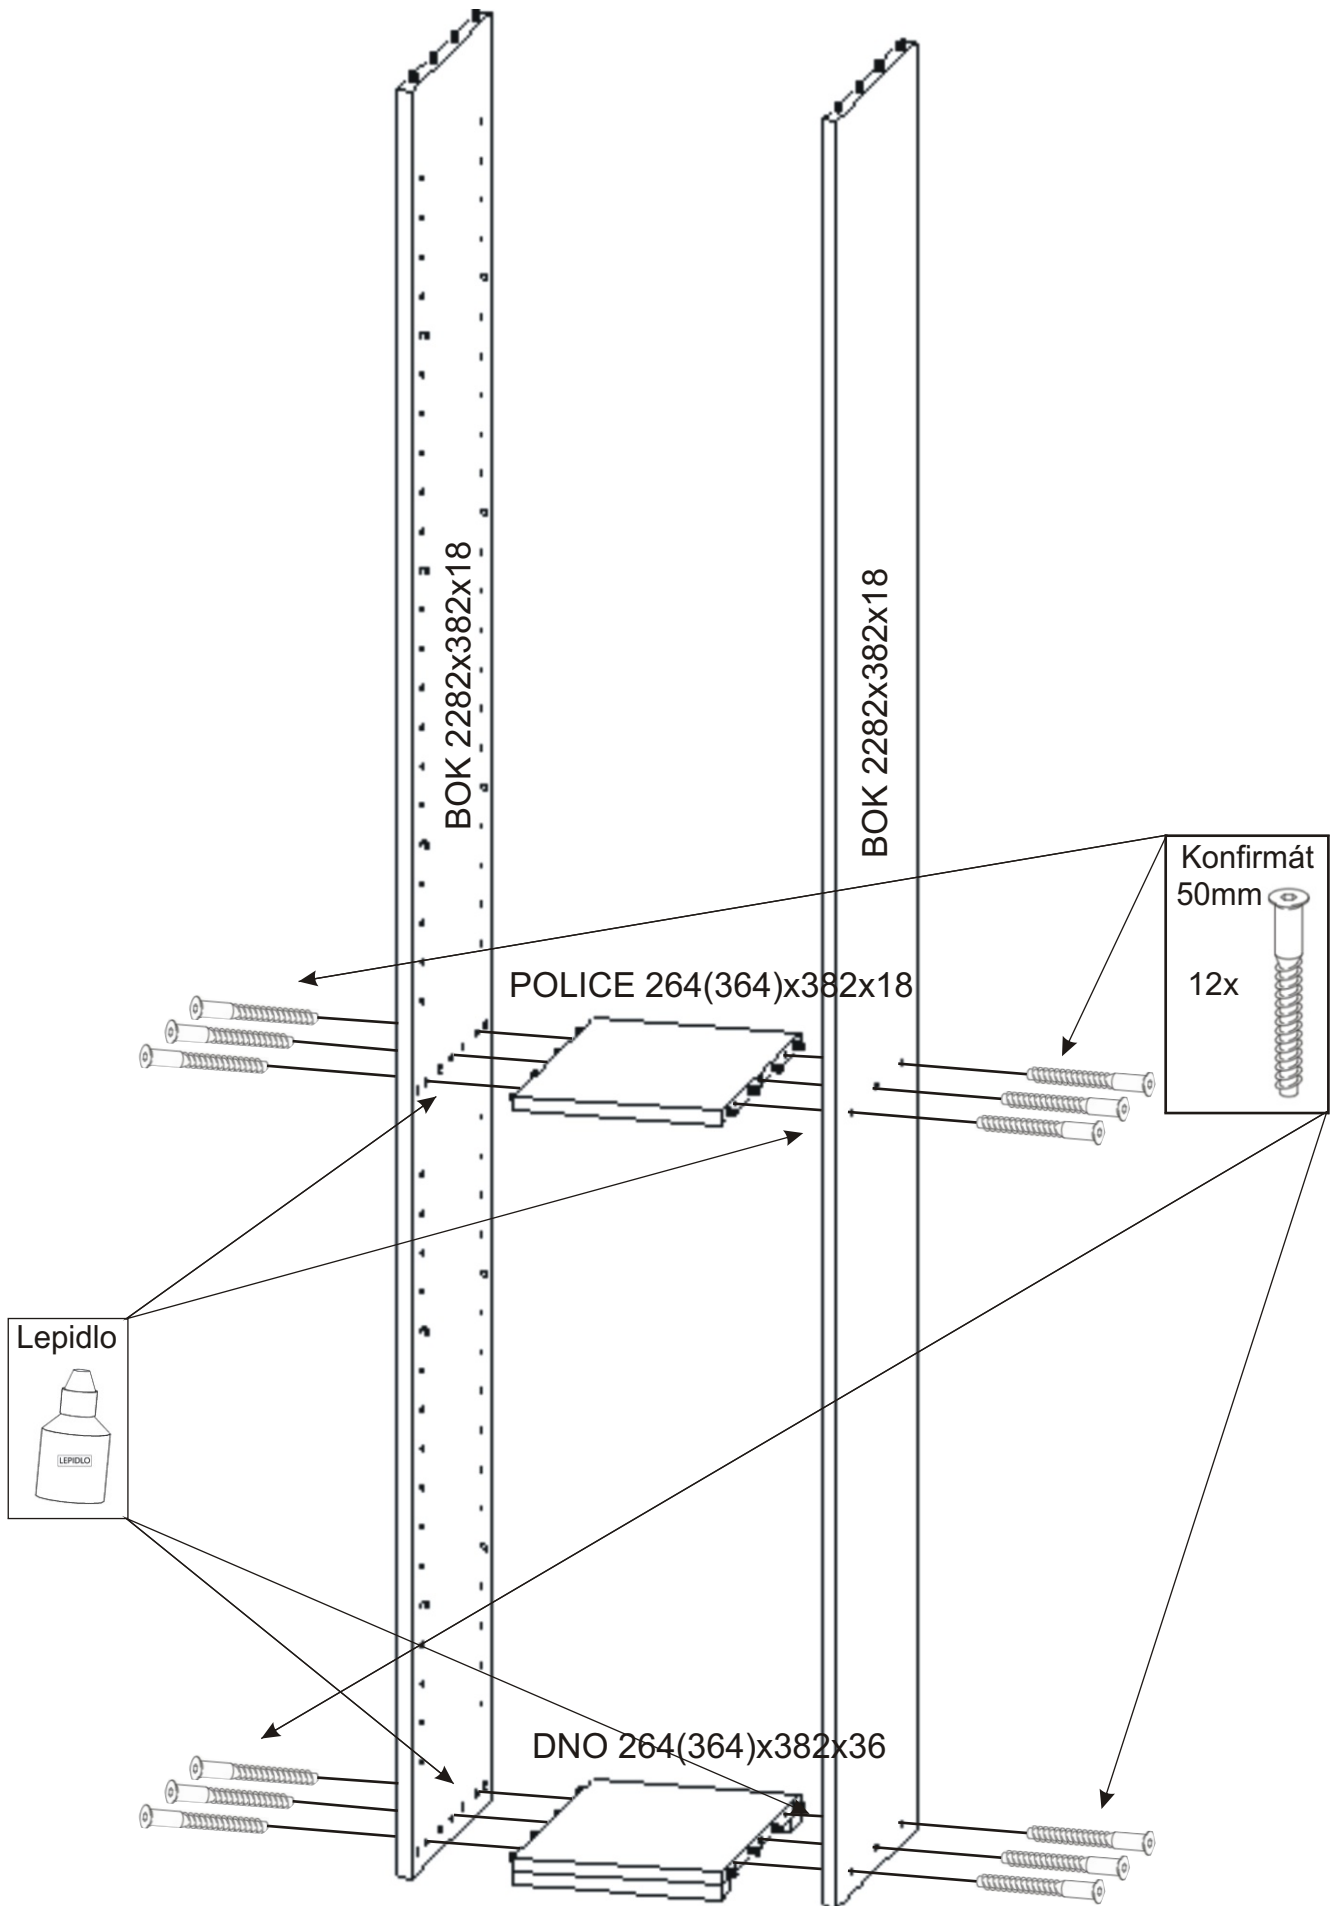 BOK 2282x382x18
BOK 2282x382x18
Konfirmát
50mm
12x
POLICE 264(364)x382x18
Lepidlo
LEPIDLO
DNO 264(364)x382x36